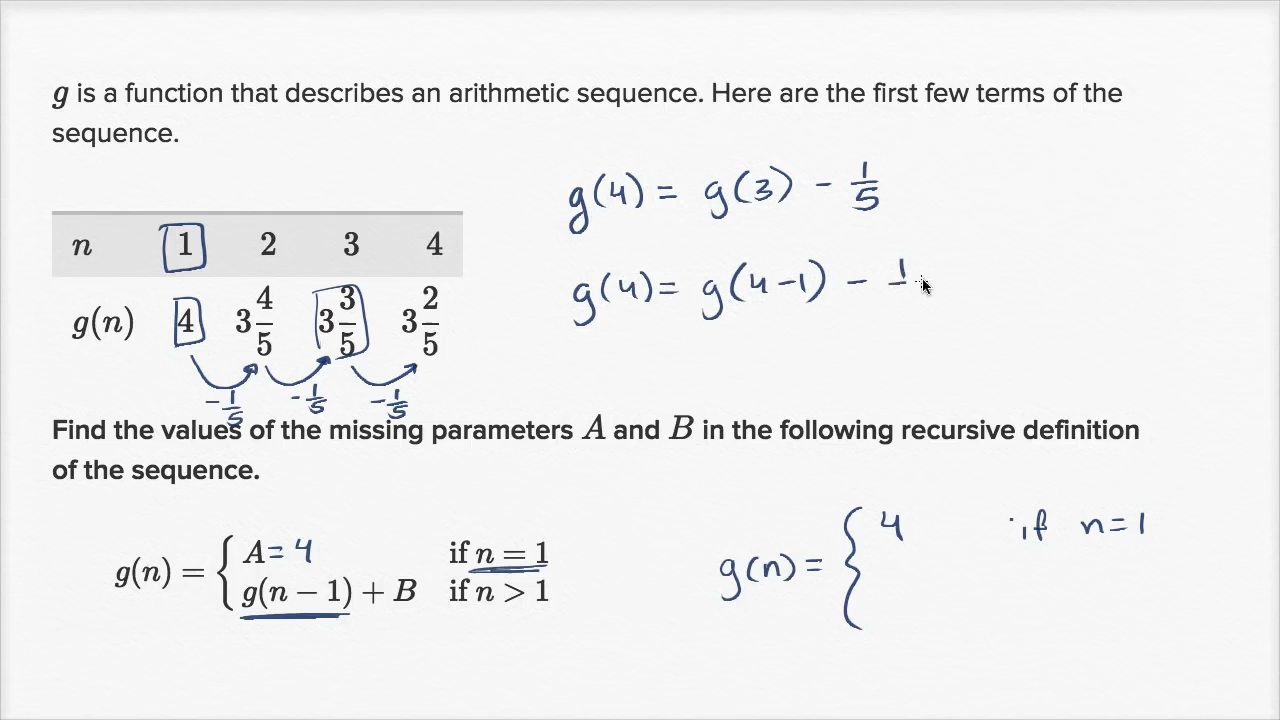 g is a function that describes an arithmetic sequence. Here are the first few terms of the
sequence.
g(4) = g(3) - 1/5
n 1 2 3 4
g(4) = g(4-1) - 1
g(n) 4 3 4/5 3 3/5 3 2/5
-1/5 -1/5 -1/5
Find the values of the missing parameters A and B in the following recursive definition
of the sequence.
g(n) = { A = 4 if n = 1
g(n − 1) + B if n > 1
g(n) = { 4 if n=1